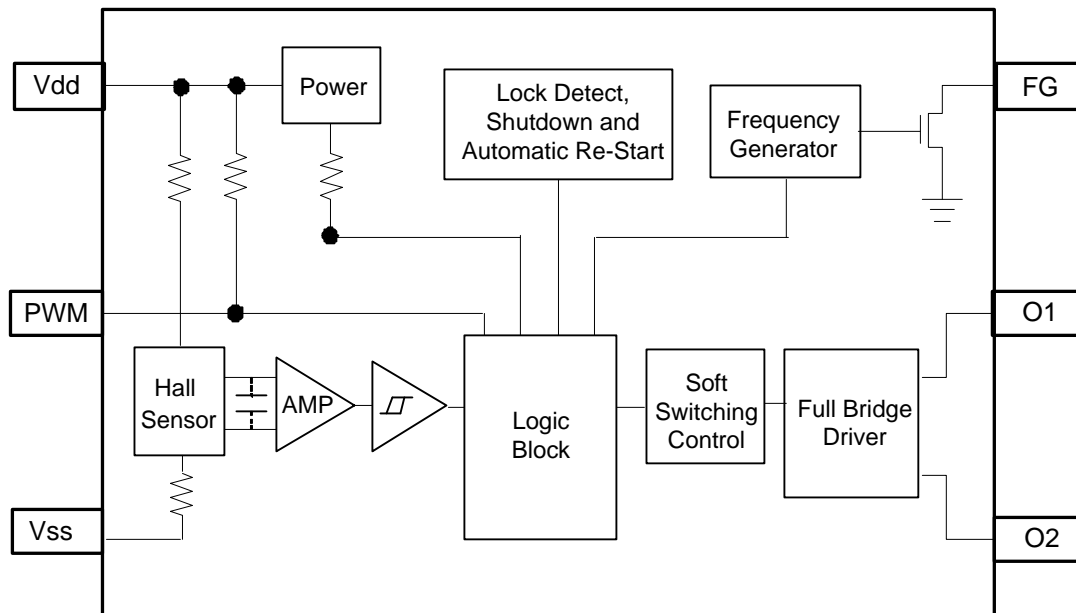 Vdd
Power
Lock Detect,
Shutdown and
Automatic Re-Start
Frequency
Generator
FG
PWM
O1
Hall
Sensor
AMP
Logic
Block
Soft
Switching
Control
Full Bridge
Driver
Vss
O2